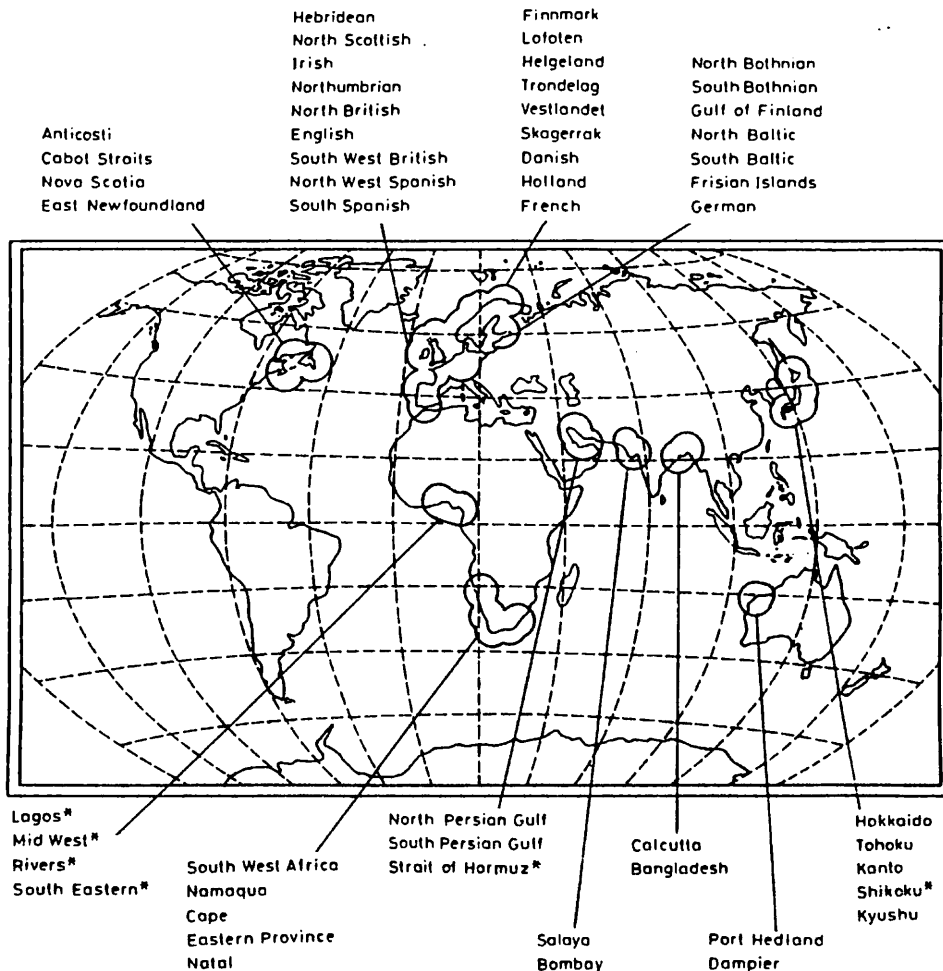 Hebridean
North Scottish
Irish
Northumbrian
North British
English
South West British
North West Spanish
South Spanish
Finnmark
Lofoten
Helgeland
Trondelag
Vestlandet
Skagerrak
Danish
Holland
French
North Bothnian
South Bothnian
Gulf of Finland
North Baltic
South Baltic
Frisian Islands
German
Anticosti
Cabot Straits
Nova Scotia
East Newfoundland
Lagos*
Mid West*
Rivers*
South Eastern*
South West Africa
Namaqua
Cape
Eastern Province
Natal
North Persian Gulf
South Persian Gulf
Strait of Hormuz*
Salaya
Bombay
Calcutta
Bangladesh
Port Hedland
Dampier
Hokkaido
Tohoku
Kanto
Shikoku*
Kyushu